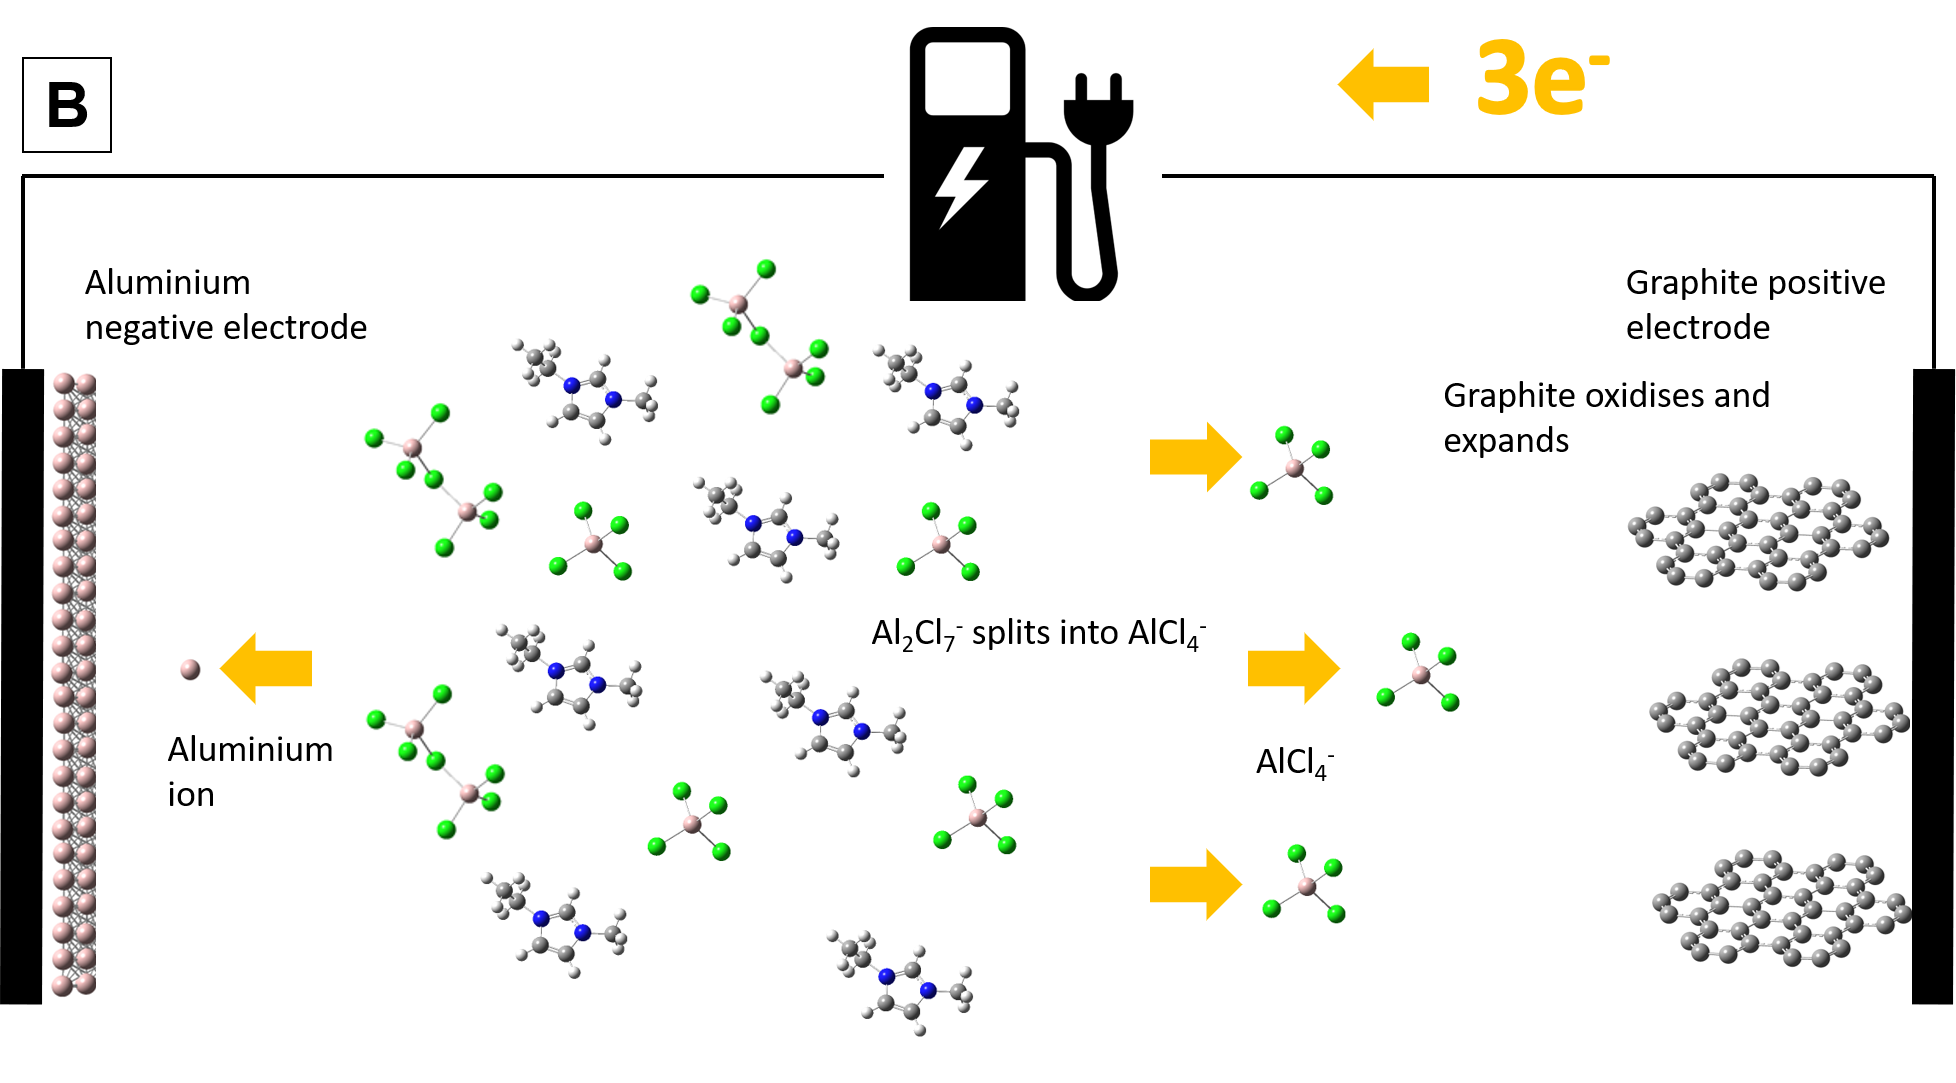 B
3e⁻
Aluminium
negative electrode
Graphite positive
electrode
Graphite oxidises and
expands
Al₂Cl₇⁻ splits into AlCl₄⁻
Aluminium
ion
AlCl₄⁻